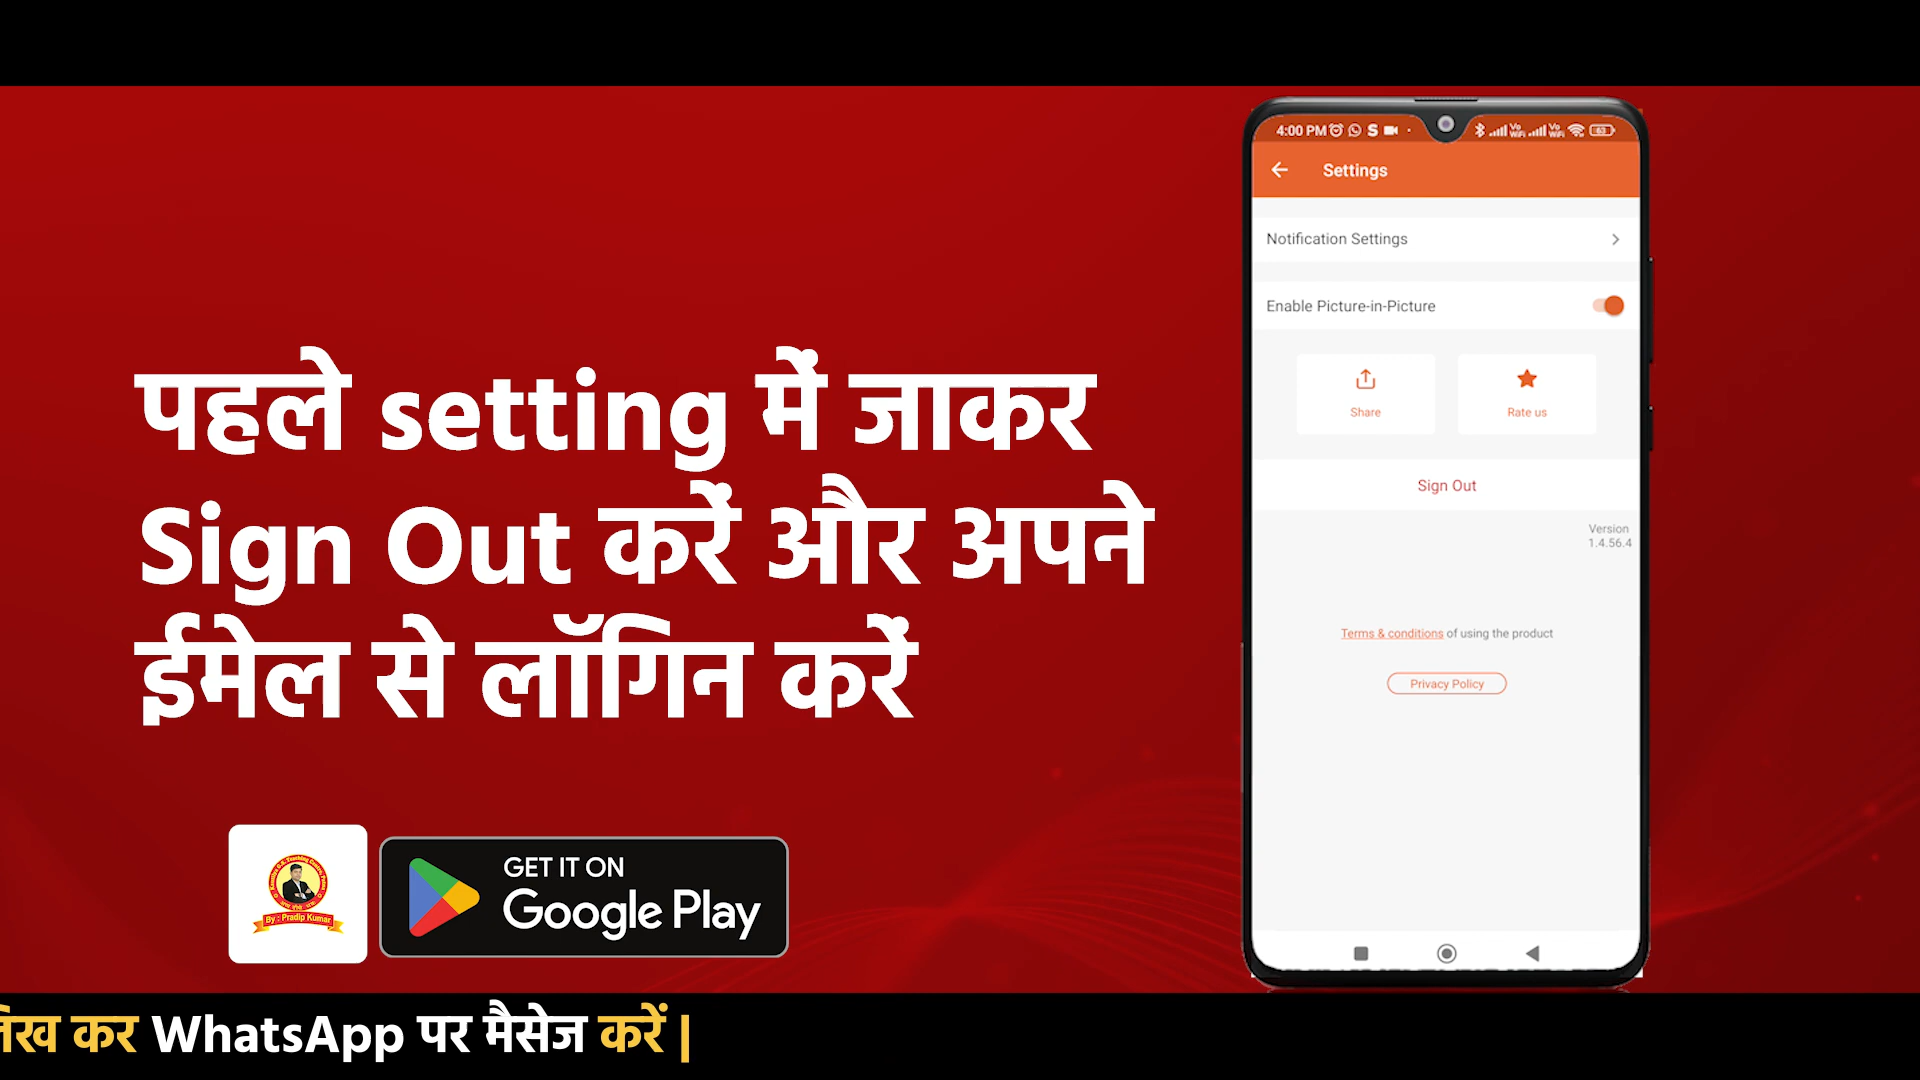 4:00 PM
Settings
Notification Settings
Enable Picture-in-Picture
Share
Rate us
Sign Out
Version
1.4.56.4
Terms & conditions of using the product
Privacy Policy
पहले setting में जाकर
Sign Out करें और अपने
ईमेल से लॉगिन करें
By : Pradip Kumar
GET IT ON
Google Play
कर WhatsApp पर मैसेज करें |